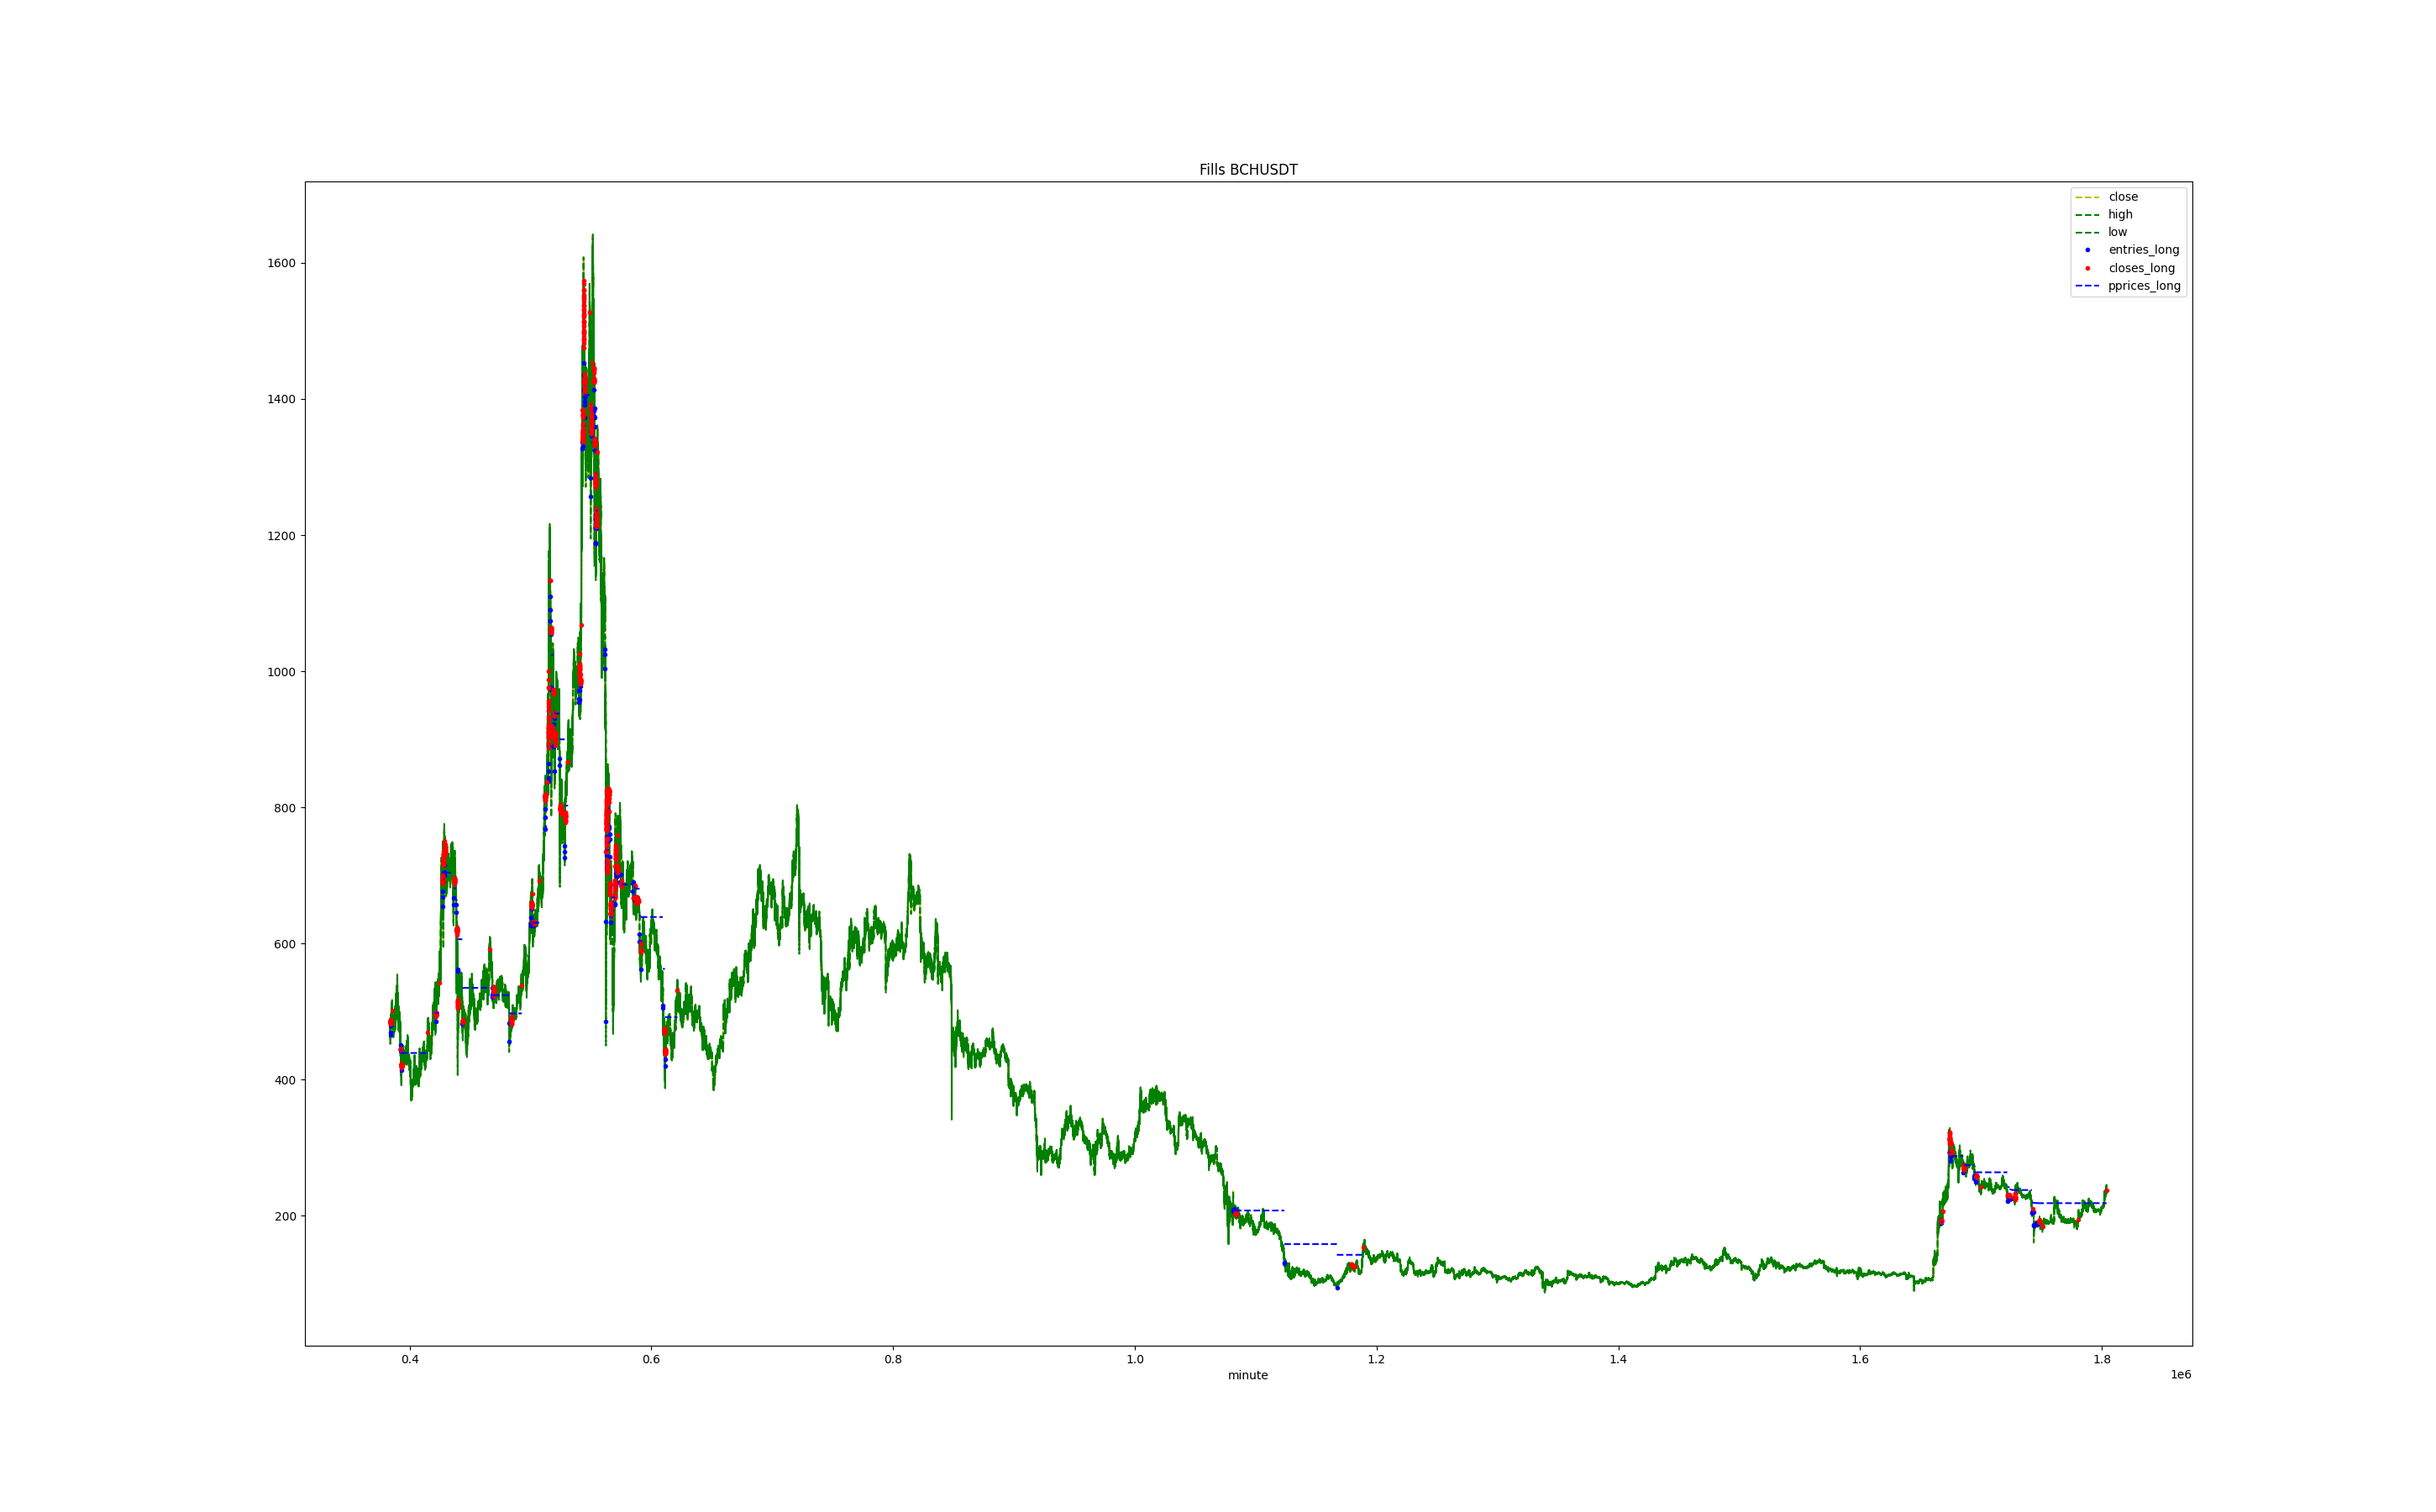 Fills BCHUSDT
close
high
low
entries_long
closes_long
pprices_long
1600
1400
1200
1000
800
600
400
200
0.4 0.6 0.8 1.0 1.2 1.4 1.6 1.8
minute 1e6